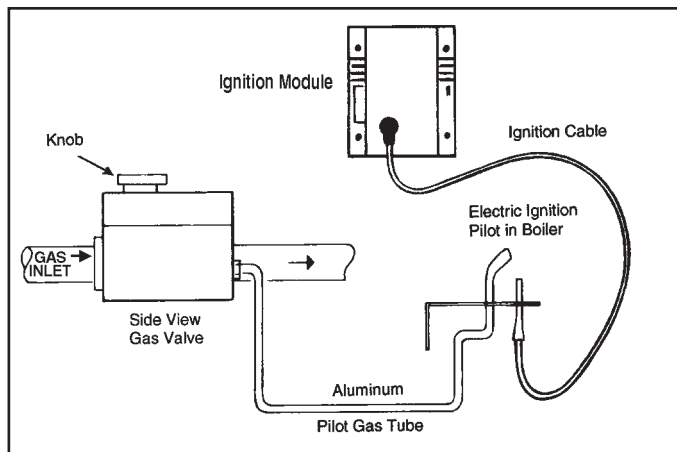 Ignition Module
Ignition Cable
Knob
Electric Ignition
Pilot in Boiler
GAS
INLET
Side View
Gas Valve
Aluminum
Pilot Gas Tube